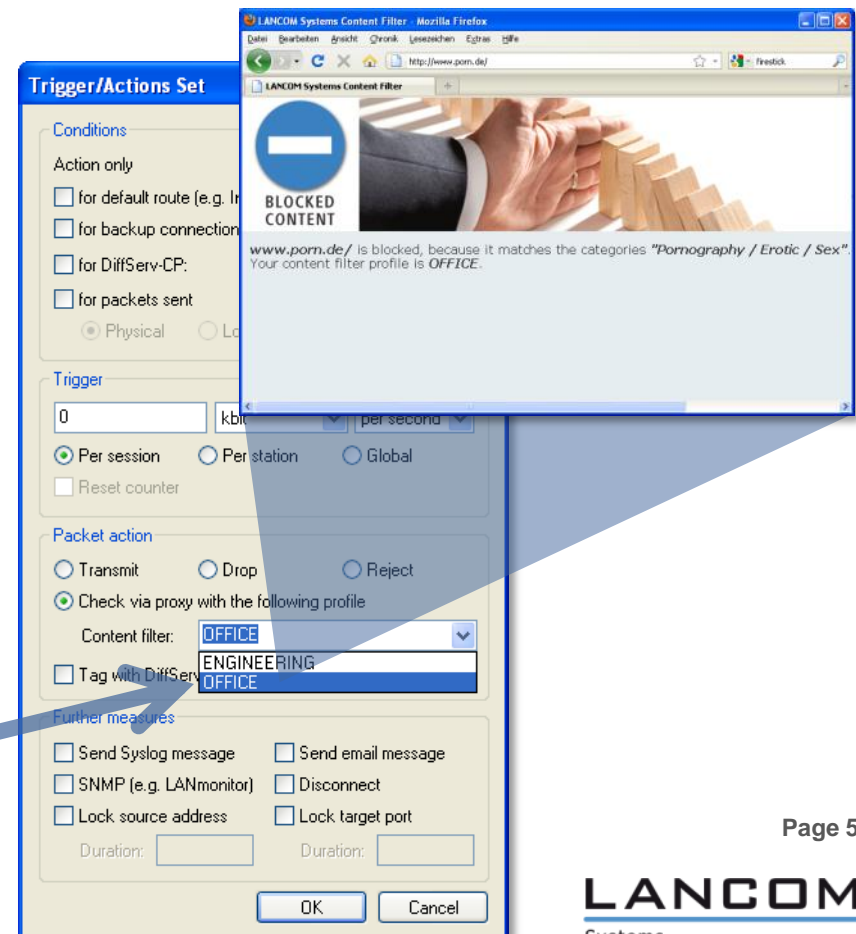 LANCOM Systems Content Filter - Mozilla Firefox
Datei Bearbeiten Ansicht Chronik Lesezeichen Extras Hilfe
http://www.porn.de/
firestick
LANCOM Systems Content Filter
BLOCKED
CONTENT
www.porn.de/ is blocked, because it matches the categories "Pornography / Erotic / Sex".
Your content filter profile is OFFICE.
Trigger/Actions Set
Conditions
Action only
for default route (e.g.
for backup connection
for DiffServ-CP:
for packets sent
Physical
Trigger
0 kbit per second
Per session Per station Global
Reset counter
Packet action
Transmit Drop Reject
Check via proxy with the following profile
Content filter: OFFICE
ENGINEERING
Tag with DiffServ
OFFICE
Further measures
Send Syslog message Send email message
SNMP (e.g. LANmonitor) Disconnect
Lock source address Lock target port
Duration: Duration:
OK Cancel
Page 5
LANCOM
Systems